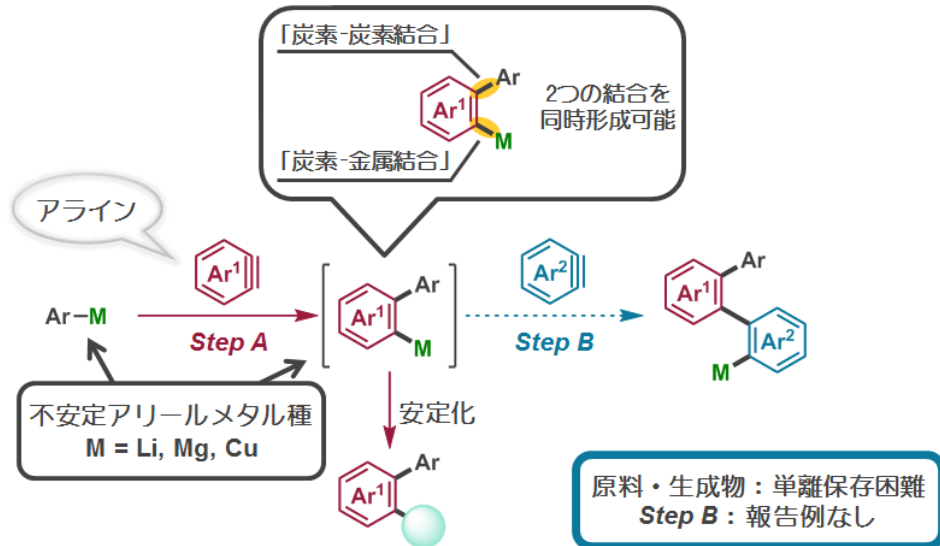 「炭素-炭素結合」
Ar
Ar¹
M
2つの結合を
同時形成可能
「炭素-金属結合」
アライン
Ar–M
Ar¹
Step A
Ar
Ar¹
M
Ar²
Step B
Ar
Ar¹
Ar²
M
不安定アリールメタル種
M = Li, Mg, Cu
安定化
Ar
Ar¹
原料・生成物：単離保存困難
Step B：報告例なし